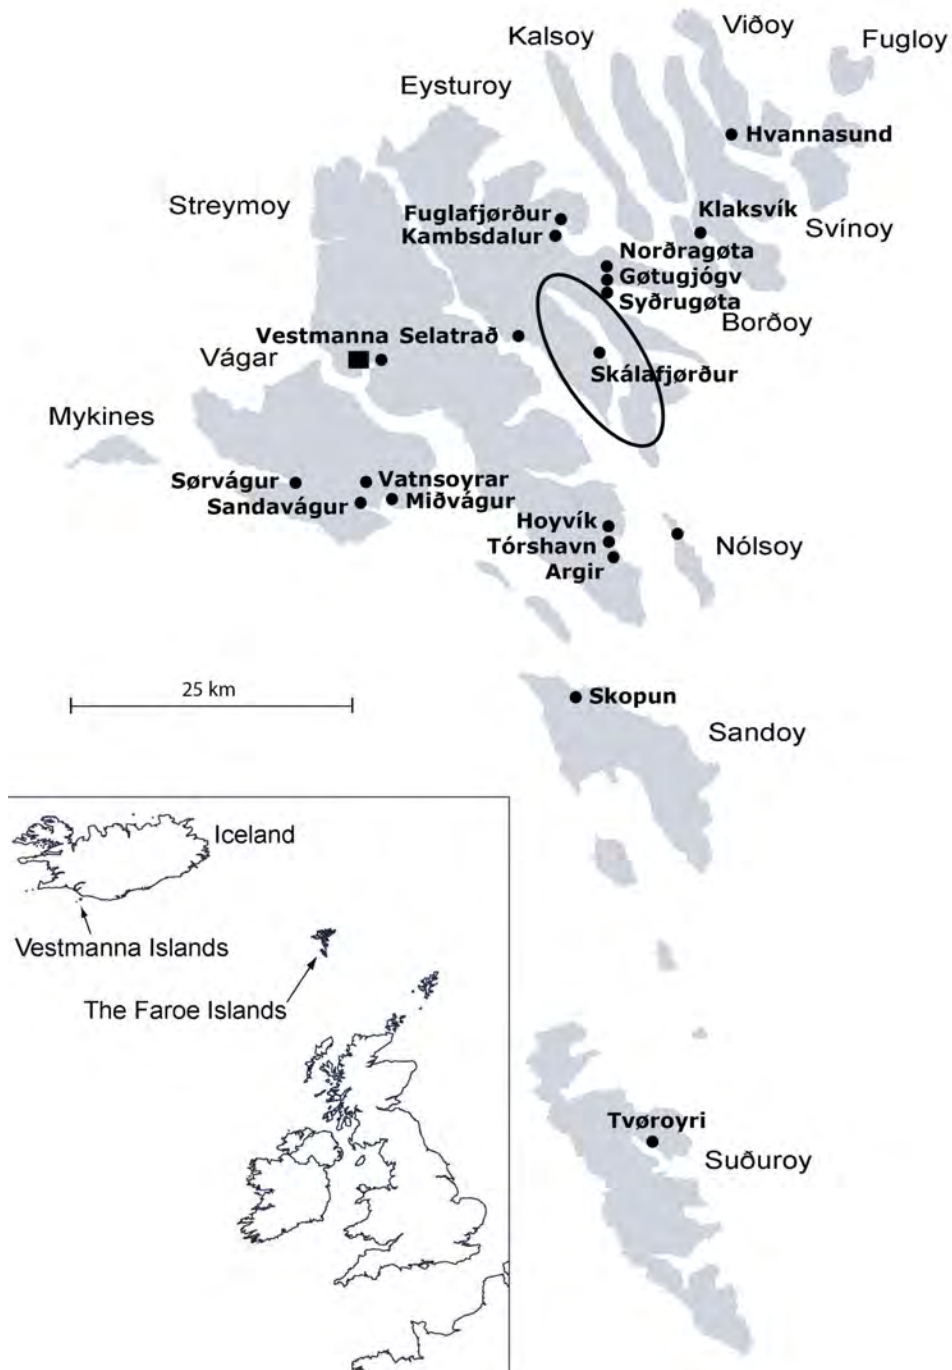 Viðoy
Kalsoy
Fugloy
Eysturoy
Hvannasund
Streymoy
Klaksvík
Fuglafjørður
Svínoy
Kambsdalur
Norðragøta
Gøtugjógv
Syðrugøta
Borðoy
Vestmanna
Selatrað
Vágar
Skálafjørður
Mykines
Sørvágur
Vatnsoyrar
Sandavágur
Miðvágur
Hoyvík
Tórshavn
Nólsoy
Argir
25 km
Skopun
Sandoy
Iceland
Vestmanna Islands
The Faroe Islands
Tvøroyri
Suðuroy